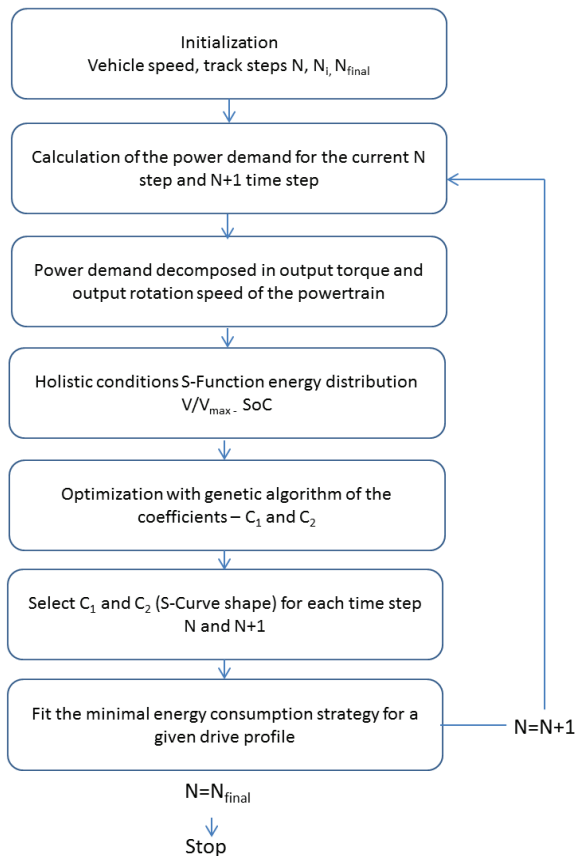 Initialization
Vehicle speed, track steps N, Ni, Nfinal
Calculation of the power demand for the current N
step and N+1 time step
Power demand decomposed in output torque and
output rotation speed of the powertrain
Holistic conditions S-Function energy distribution
V/Vmax - SoC
Optimization with genetic algorithm of the
coefficients – C1 and C2
Select C1 and C2 (S-Curve shape) for each time step
N and N+1
Fit the minimal energy consumption strategy for a
given drive profile
N=N+1
N=Nfinal
Stop